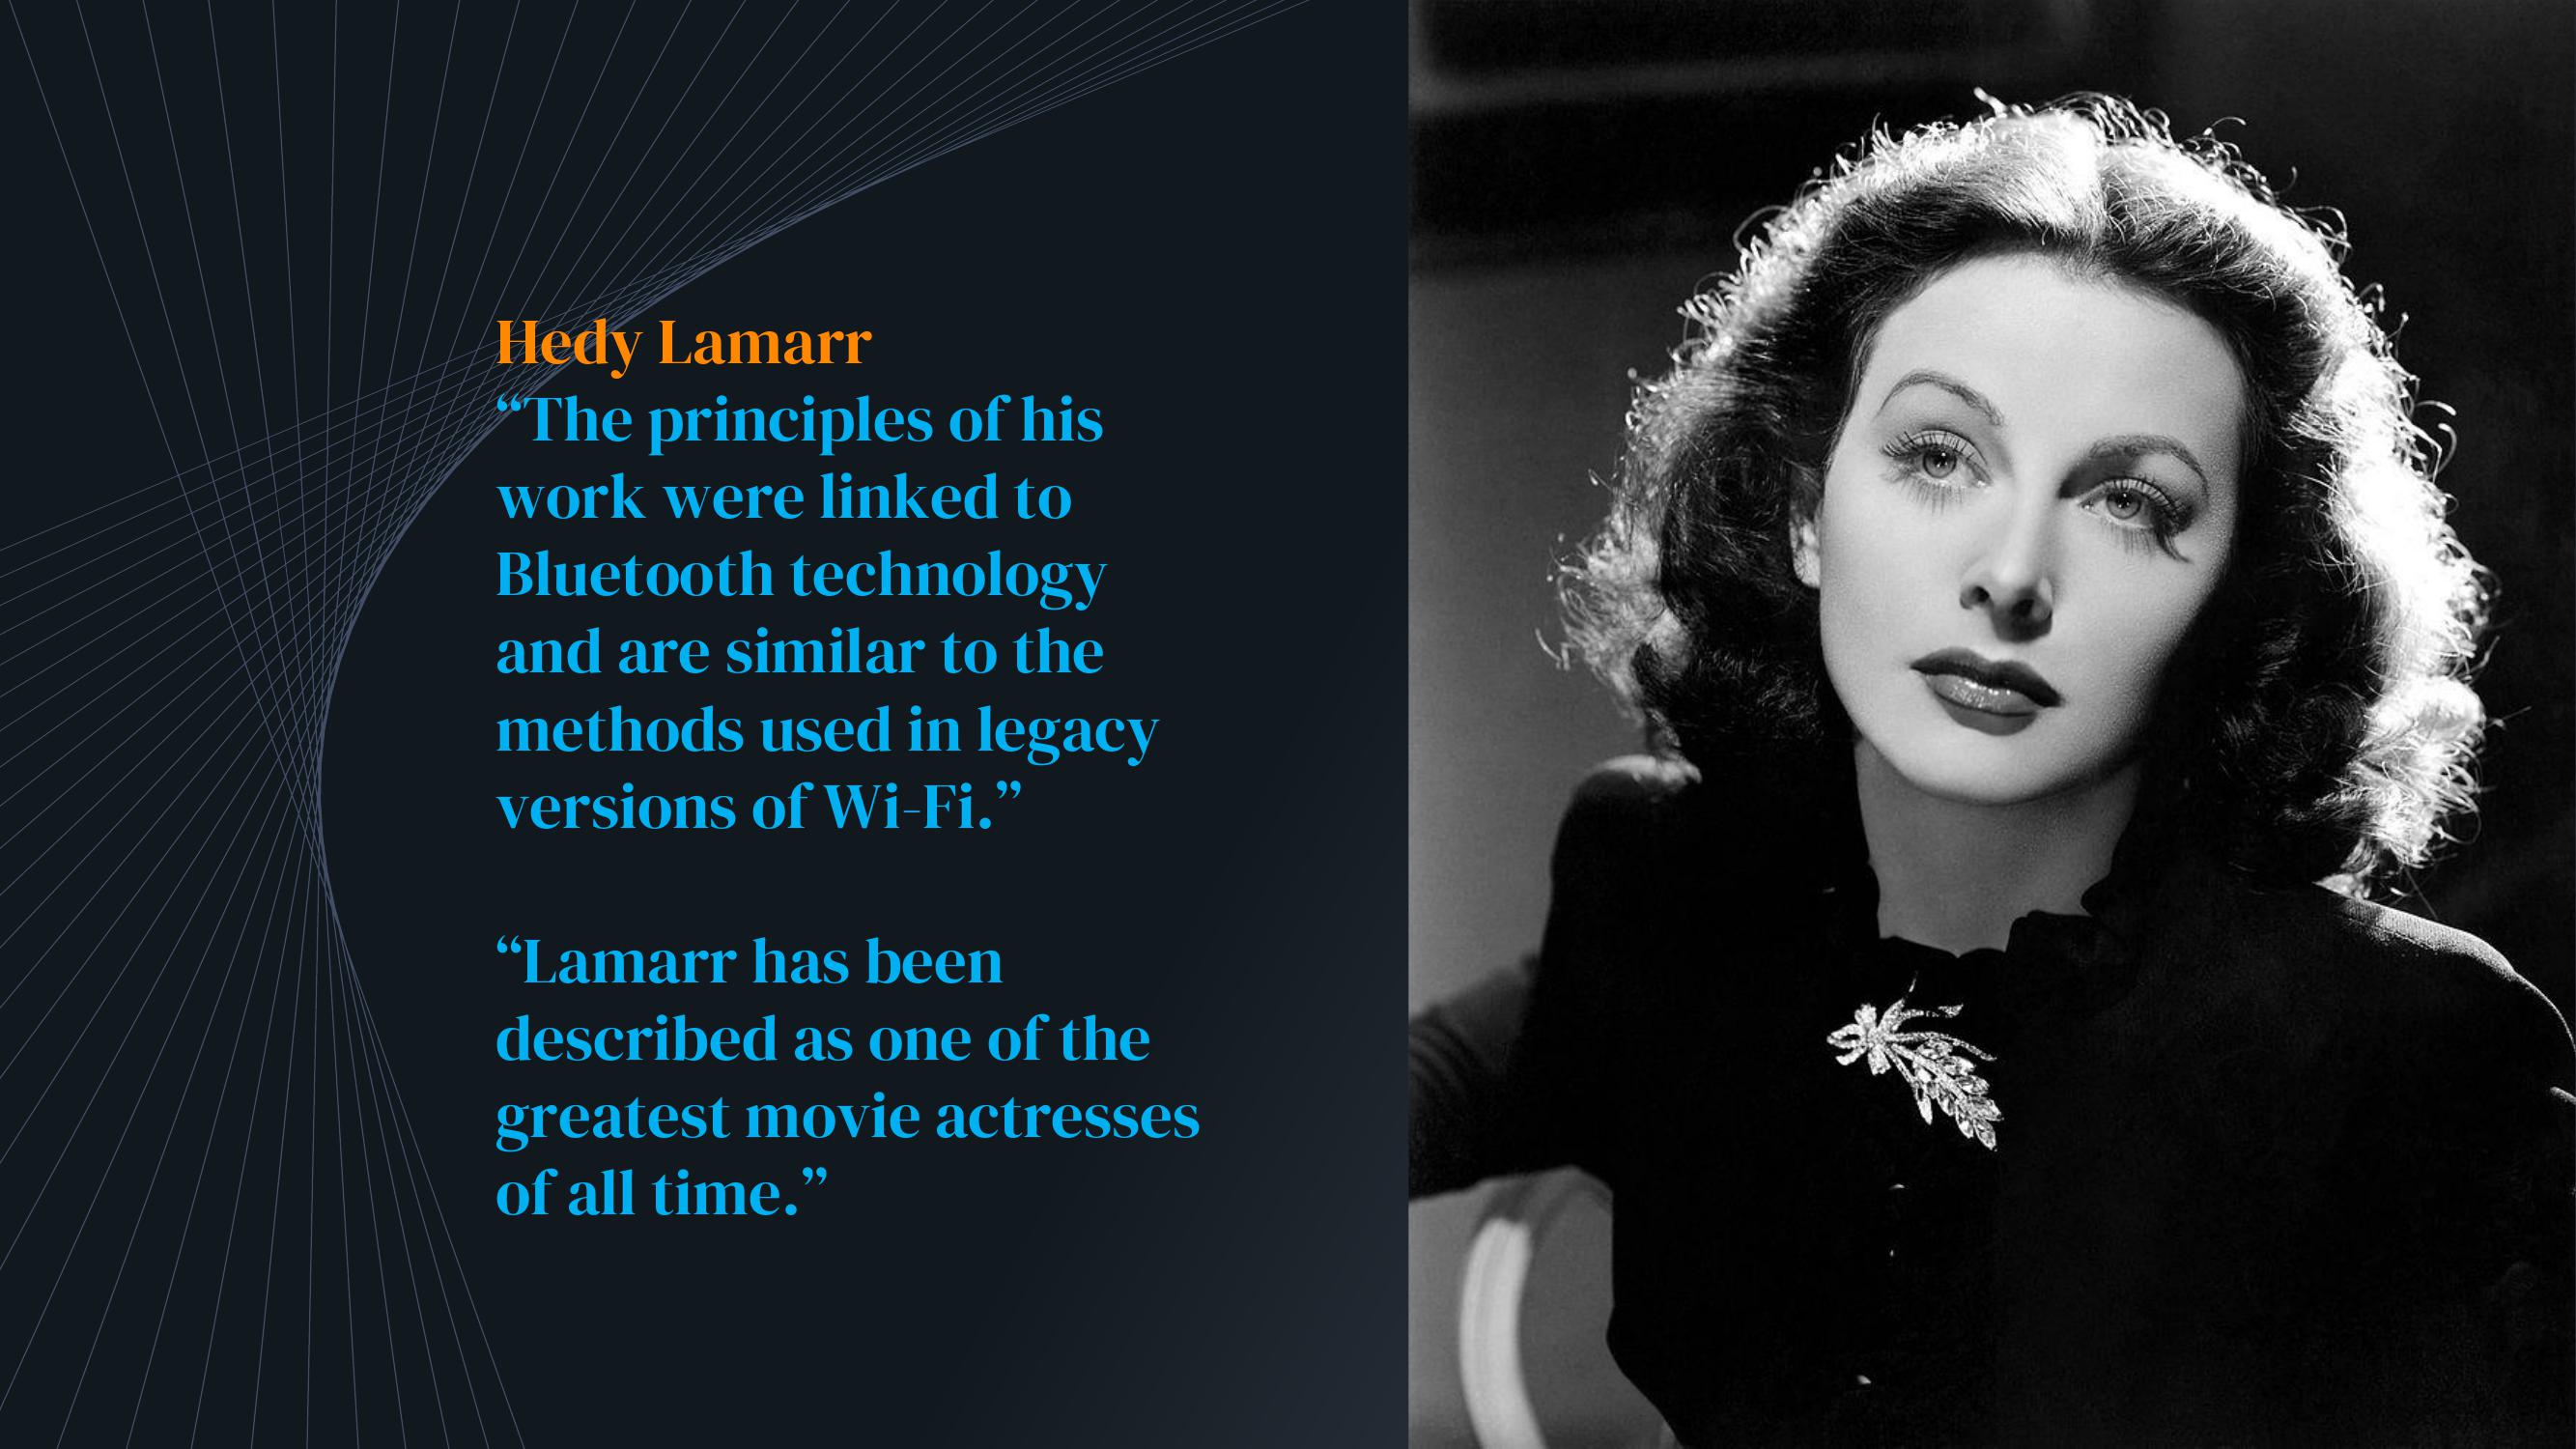 Hedy Lamarr
“The principles of his
work were linked to
Bluetooth technology
and are similar to the
methods used in legacy
versions of Wi-Fi.”
“Lamarr has been
described as one of the
greatest movie actresses
of all time.”